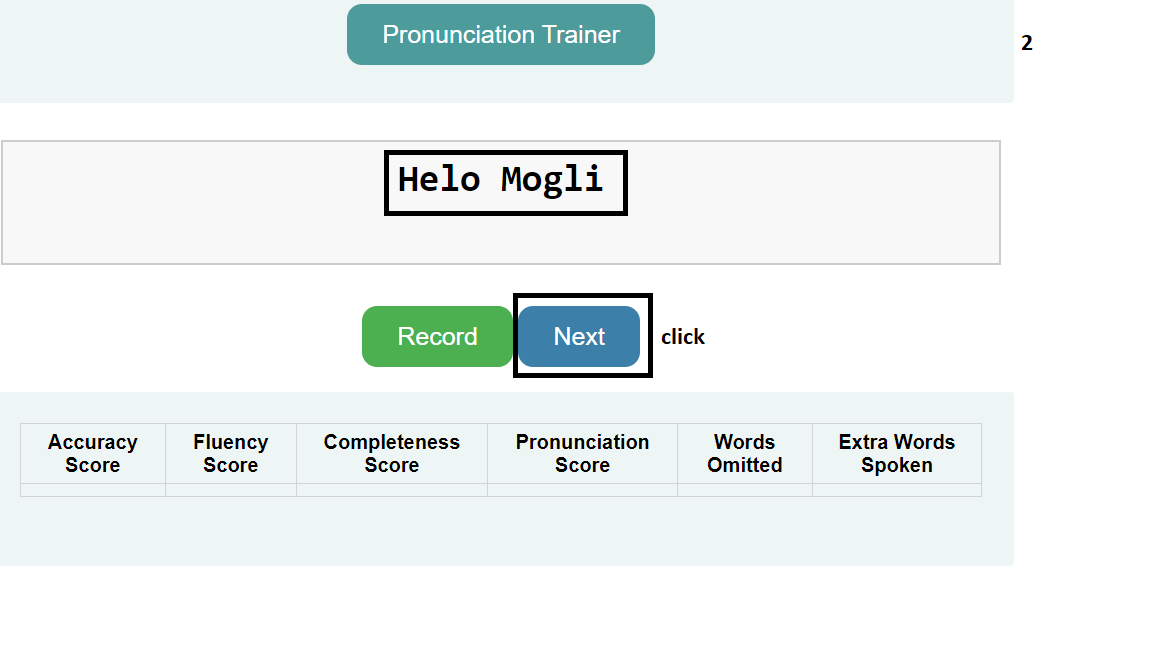 Pronunciation Trainer
2
Helo Mogli
Record
Next
click
Accuracy Score
Fluency Score
Completeness Score
Pronunciation Score
Words Omitted
Extra Words Spoken